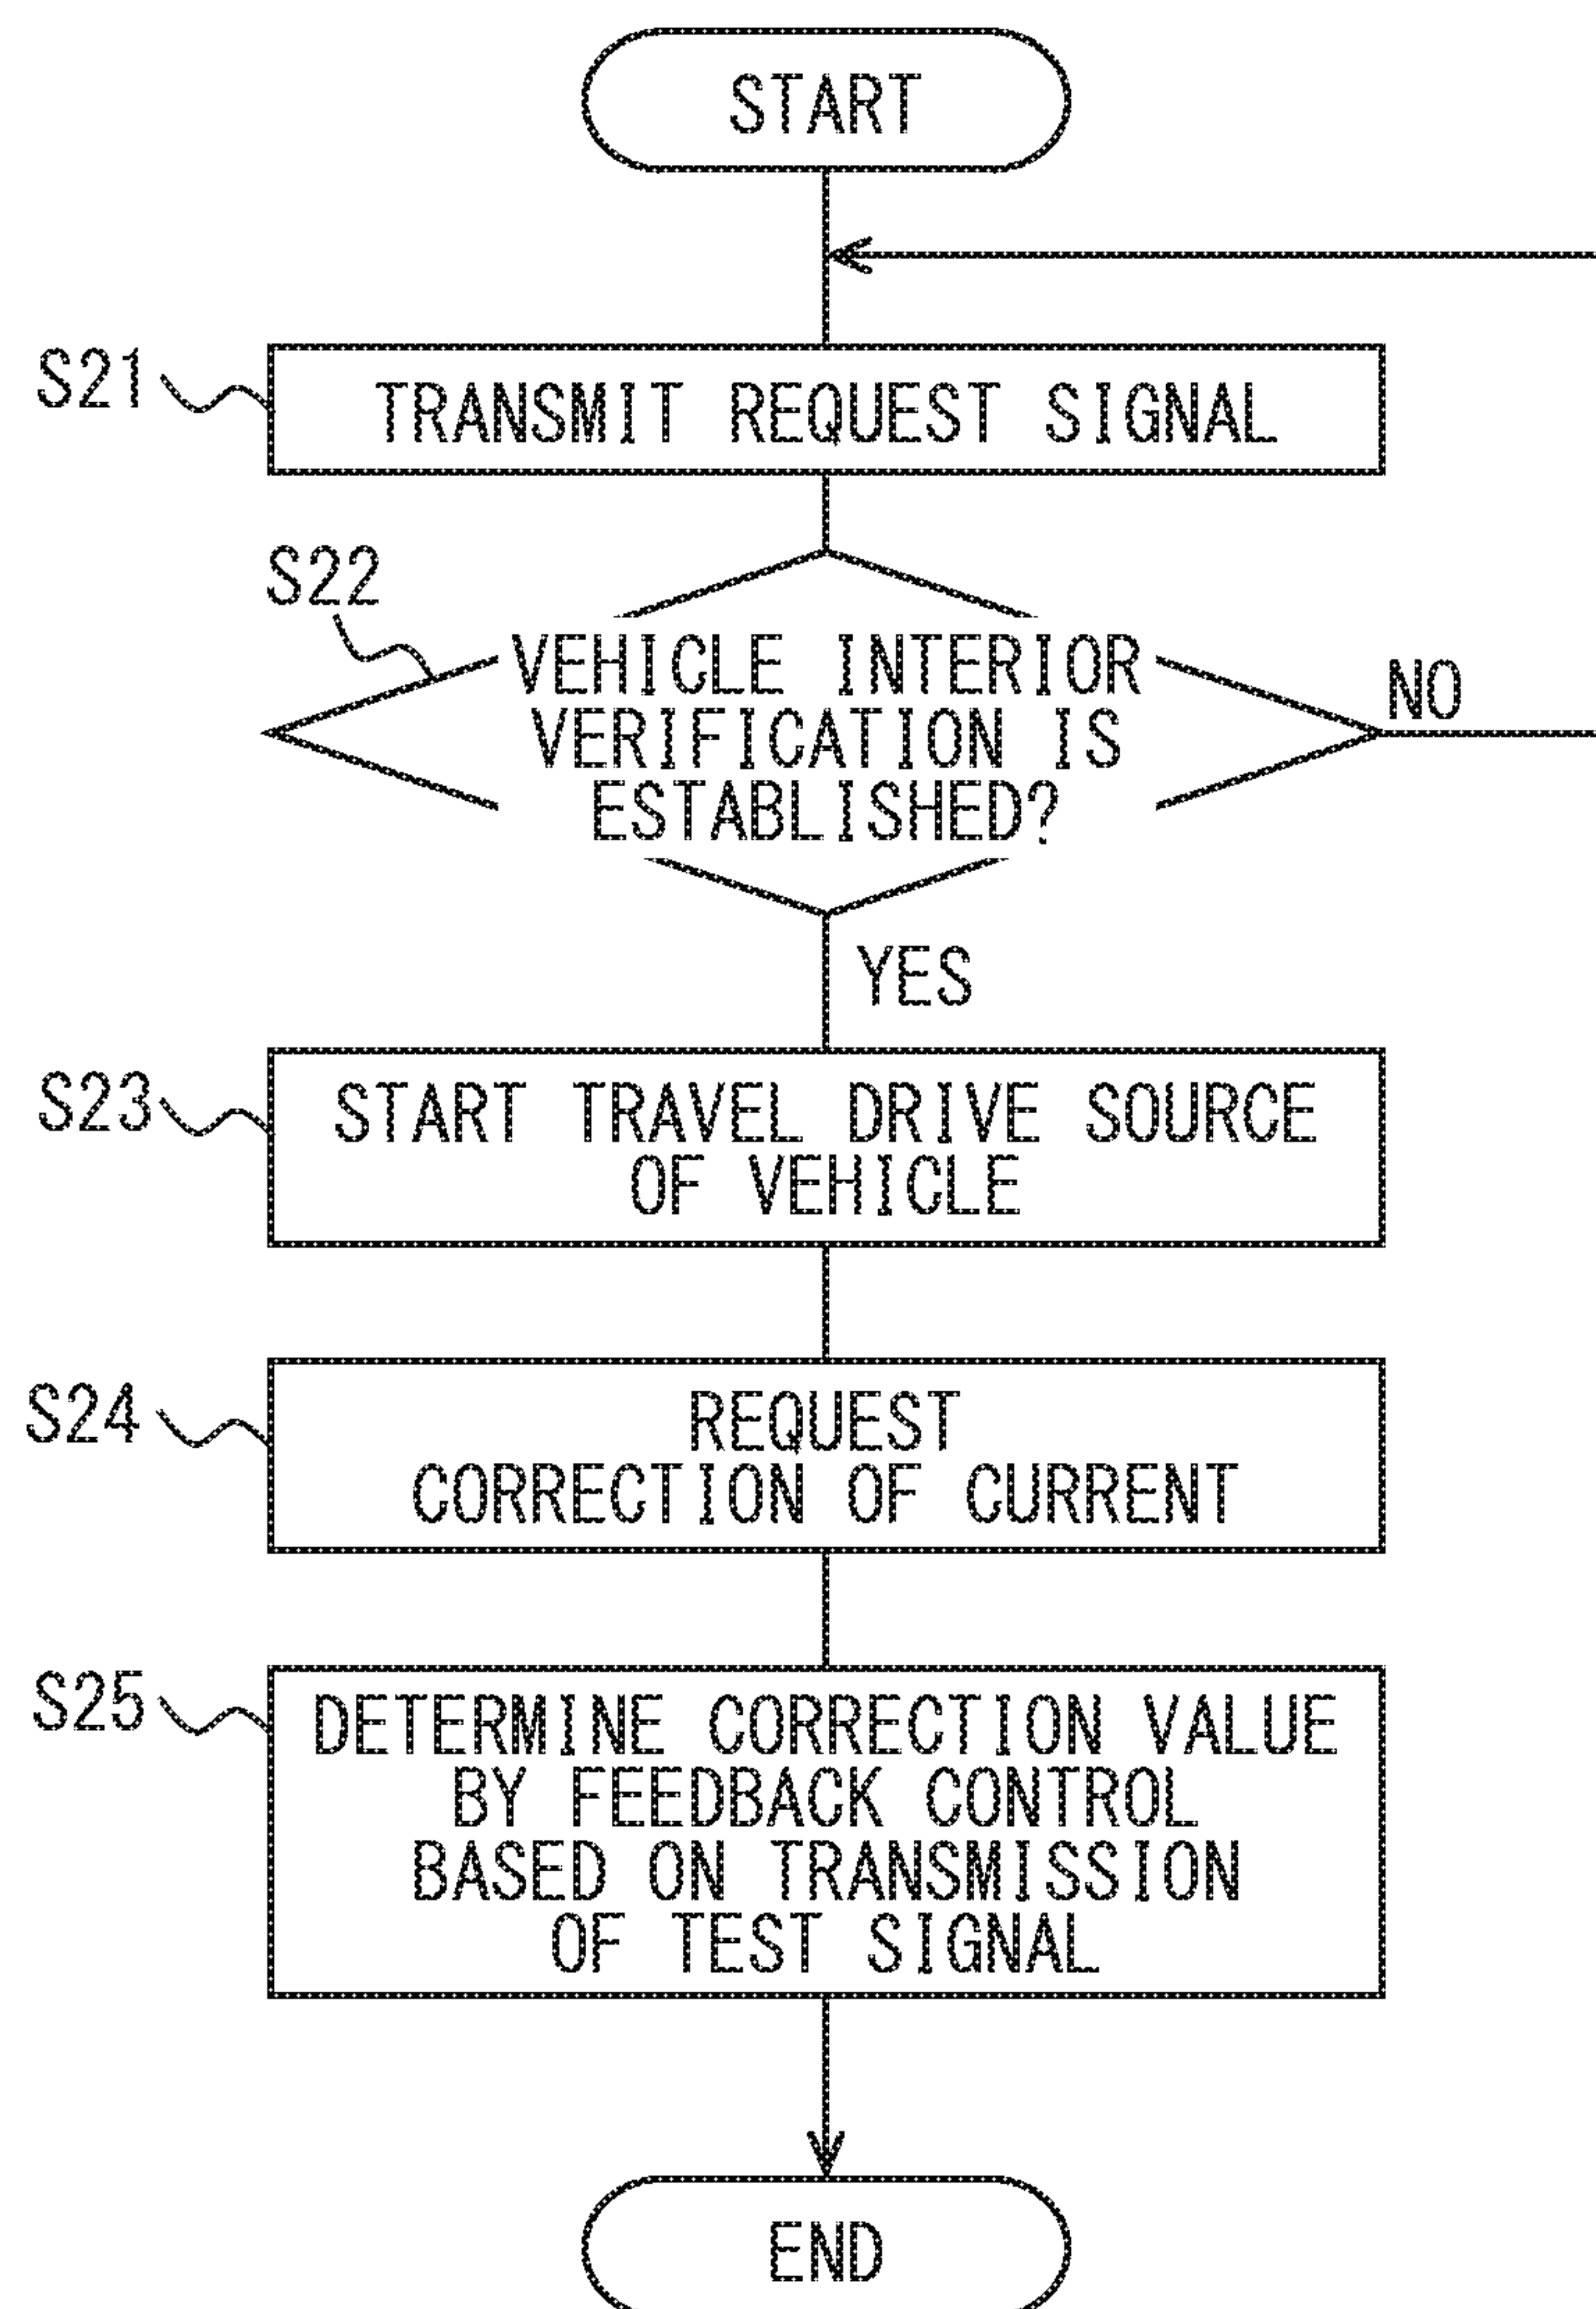 START
S21
TRANSMIT REQUEST SIGNAL
S22
VEHICLE INTERIOR
VERIFICATION IS
ESTABLISHED?
NO
YES
S23
START TRAVEL DRIVE SOURCE
OF VEHICLE
S24
REQUEST
CORRECTION OF CURRENT
S25
DETERMINE CORRECTION VALUE
BY FEEDBACK CONTROL
BASED ON TRANSMISSION
OF TEST SIGNAL
END